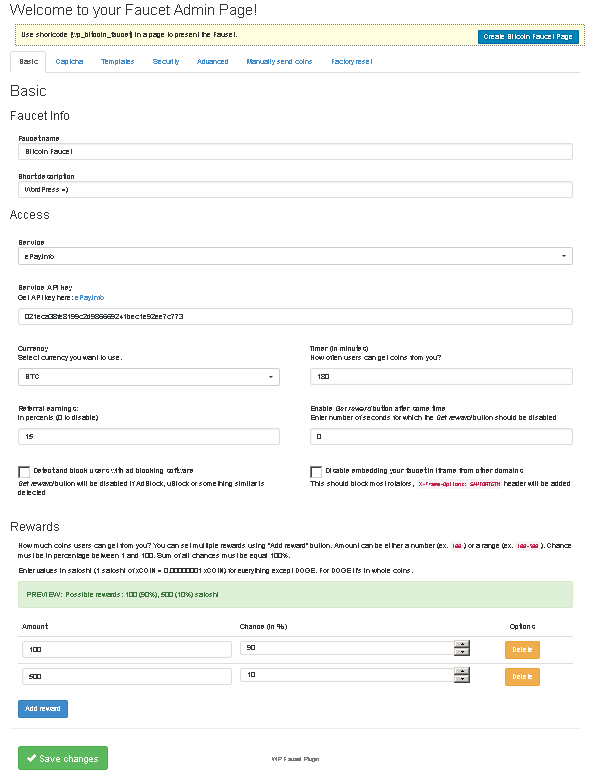 Welcome to your Faucet Admin Page!
Use shortcode [wp_bitcoin_faucet] in a page to present the Faucet.
Create Bitcoin Faucet Page
Basic Captcha Templates Security Advanced Manually send coins Factory reset
Basic
Faucet Info
Faucet name
Bitcoin Faucet
Short description
WordPress =)
Access
Service
ePay.info
Service API key
Get API key here: ePay.info
Currency
Select currency you want to use.
BTC
Timer (in minutes)
How often users can get coins from you?
180
Referral earnings:
in percents (0 to disable)
15
Enable Get reward button after some time
Enter number of seconds for which the Get reward button should be disabled
0
Detect and block users with ad blocking software
Get reward button will be disabled if AdBlock, uBlock or something similar is
detected
Disable embedding your faucet in iframe from other domains
This should block most rotators, X-Frame-Options: SAMEORIGIN header will be added
Rewards
How much coins users can get from you? You can set multiple rewards using "Add reward" button. Amount can be either a number (ex. 100) or a range (ex. 100-500). Chance
must be in percentage between 1 and 100. Sum of all chances must be equal 100%.
Enter values in satoshi (1 satoshi of xCOIN = 0.00000001 xCOIN) for everything except DOGE. For DOGE it's in whole coins.
PREVIEW: Possible rewards: 100 (90%), 500 (10%) satoshi
Amount Chance (in %) Options
100 90 Delete
500 10 Delete
Add reward
Save changes
WP Faucet Plugin